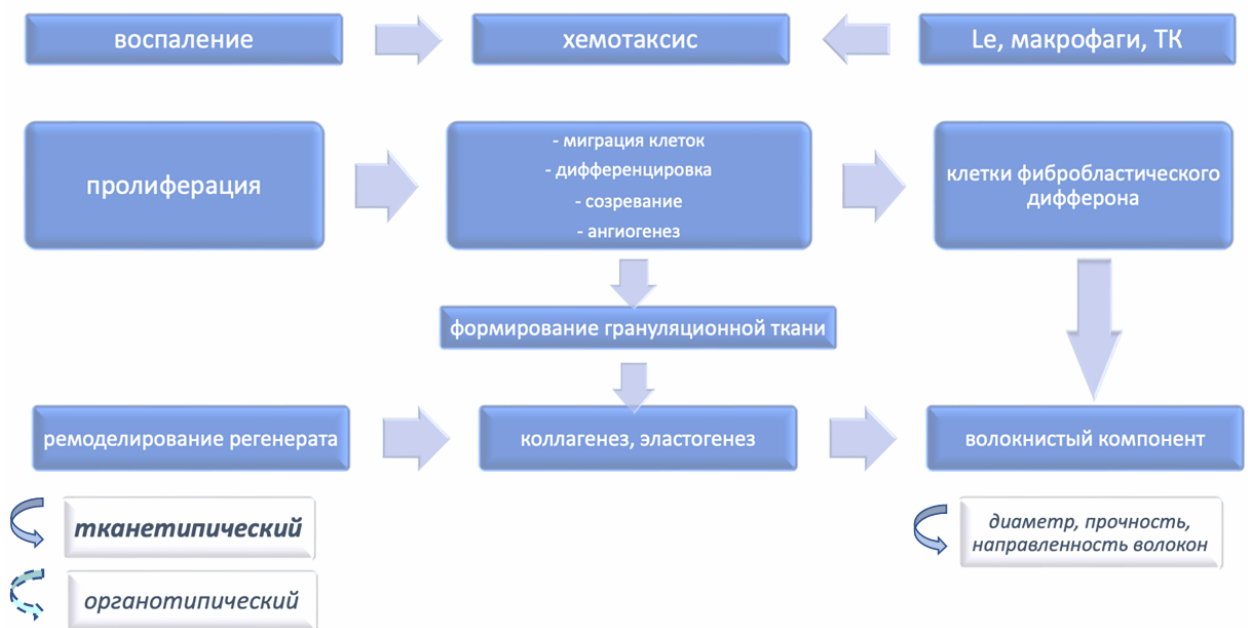 воспаление
хемотаксис
Le, макрофаги, ТК
пролиферация
- миграция клеток
- дифференцировка
- созревание
- ангиогенез
клетки фибробластического
дифферона
формирование грануляционной ткани
ремоделирование регенерата
коллагенез, эластогенез
волокнистый компонент
тканетипический
органотипический
диаметр, прочность,
направленность волокон